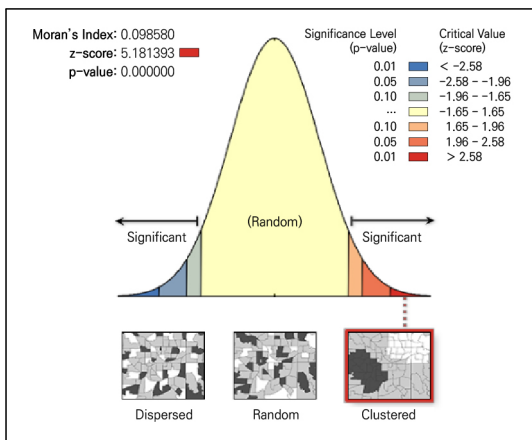 Moran's Index: 0.098580
z-score: 5.181393
p-value: 0.000000
Significance Level
(p-value)
Critical Value
(z-score)
0.01 < -2.58
0.05 -2.58 - -1.96
0.10 -1.96 - -1.65
... -1.65 - 1.65
0.10 1.65 - 1.96
0.05 1.96 - 2.58
0.01 > 2.58
Significant
(Random)
Significant
Dispersed
Random
Clustered